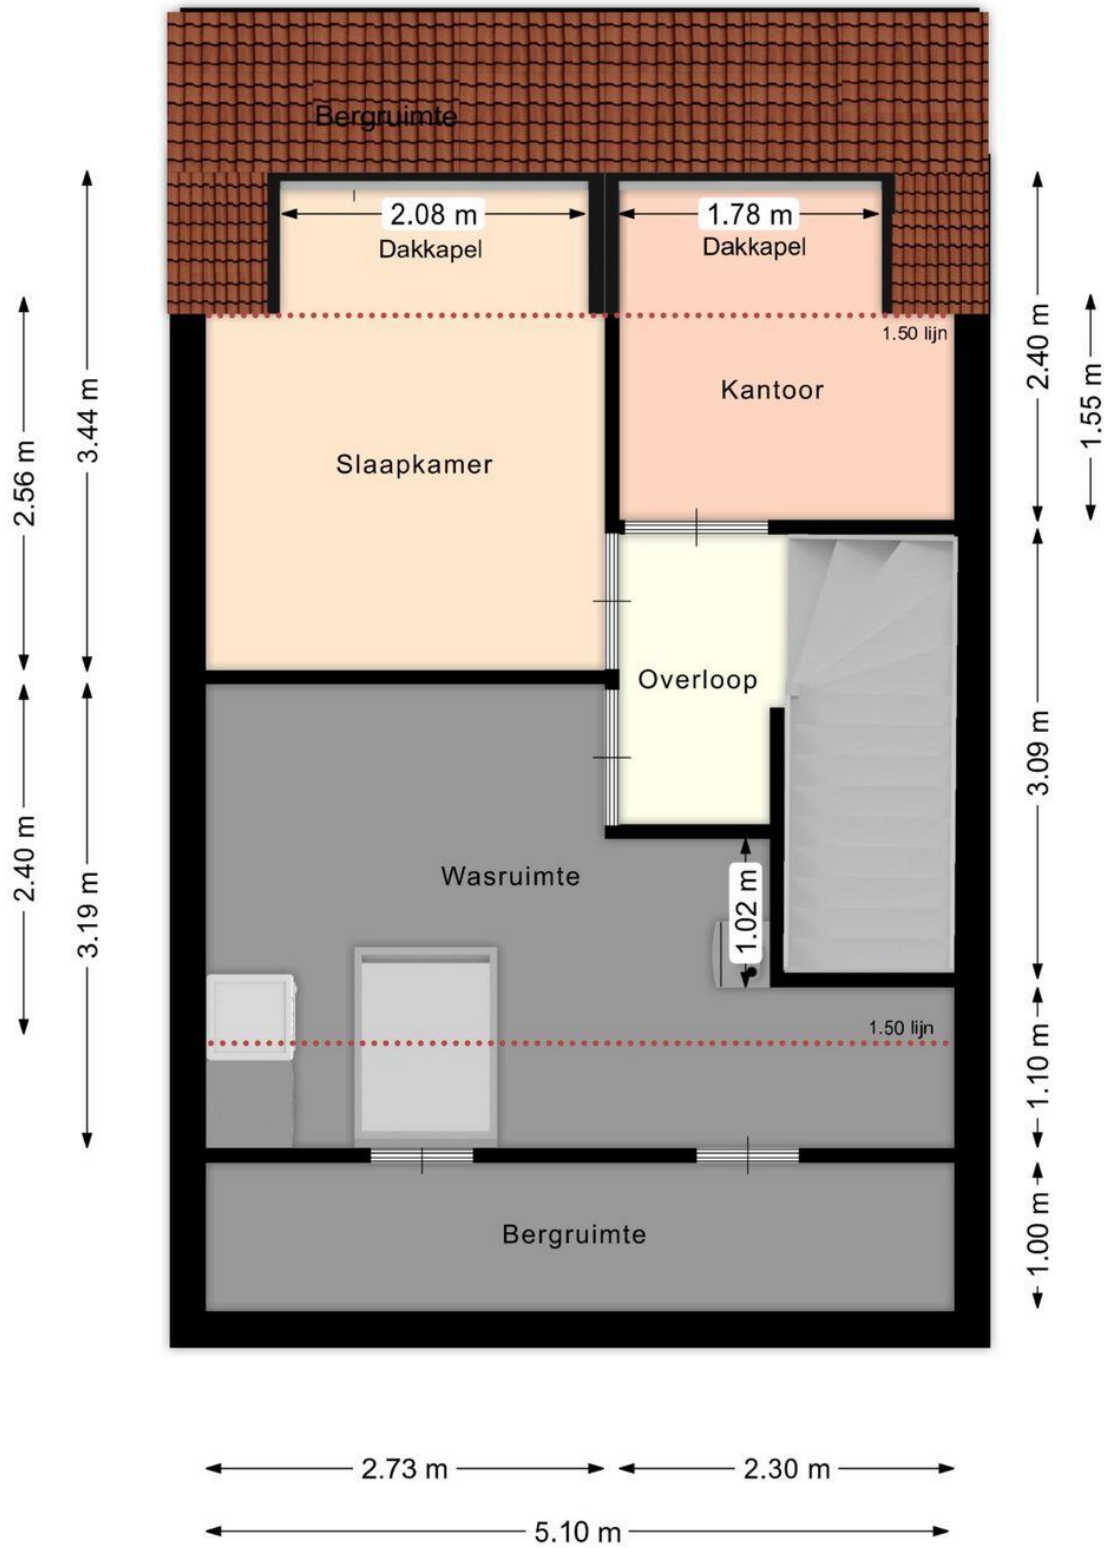 Bergruimte
2.08 m
1.78 m
Dakkapel
Dakkapel
1.50 lijn
2.40 m
1.55 m
3.44 m
2.56 m
Kantoor
Slaapkamer
Overloop
3.09 m
2.40 m
3.19 m
Wasruimte
1.02 m
1.50 lijn
1.10 m
Bergruimte
1.00 m
2.73 m
2.30 m
5.10 m